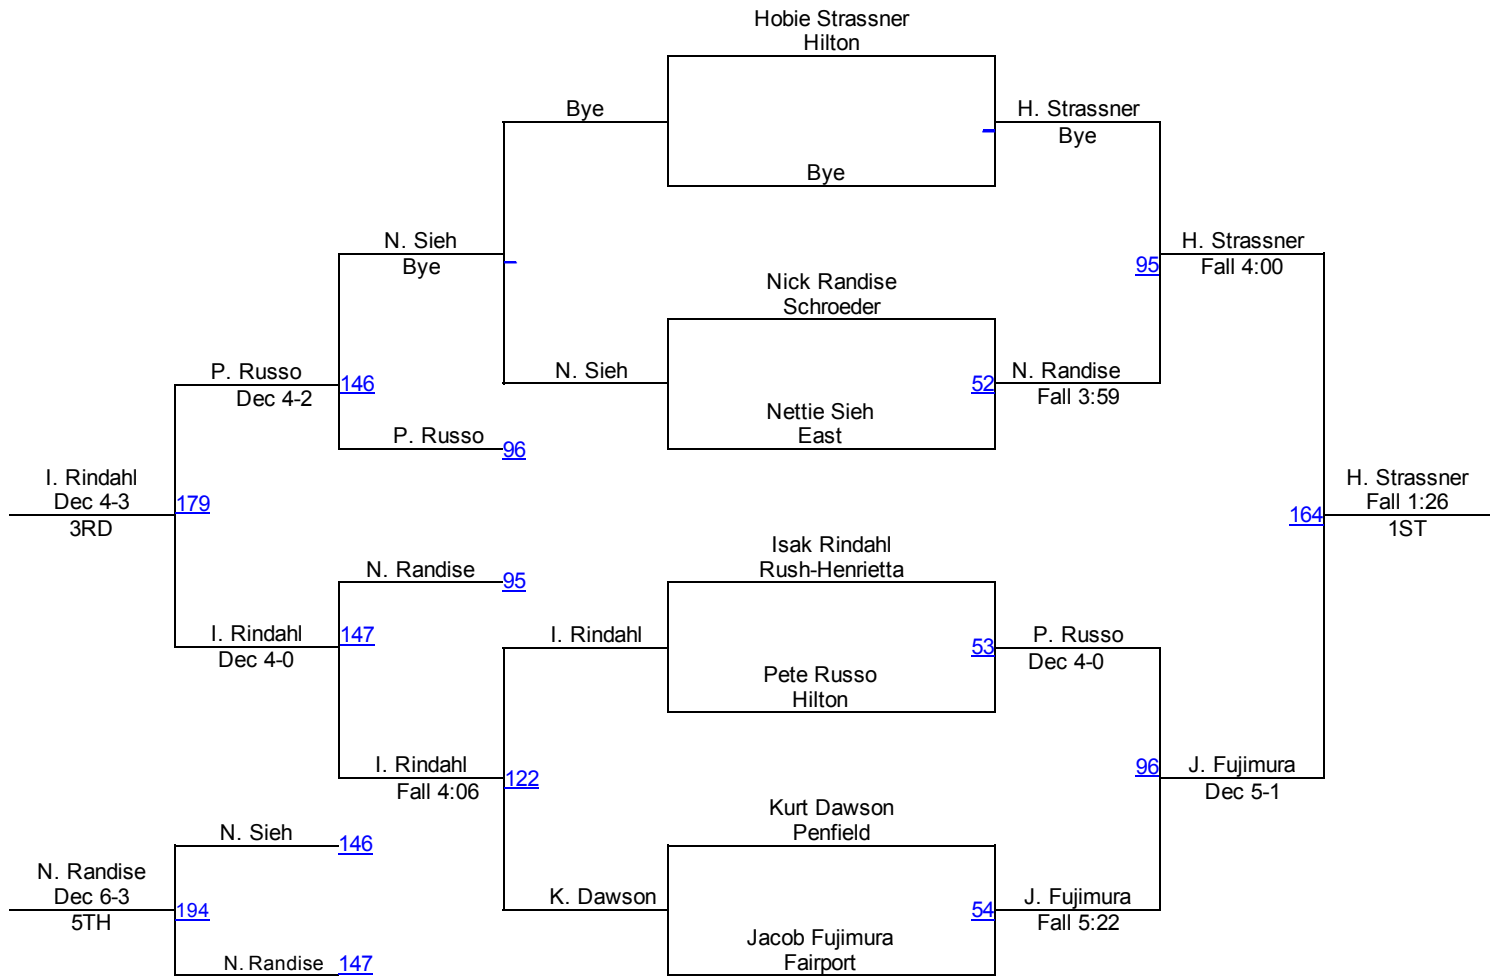 Hobie Strassner
Hilton
Bye
H. Strassner
Bye
Bye
N. Sieh
Bye
H. Strassner
Fall 4:00
95
Nick Randise
Schroeder
P. Russo
Dec 4-2
146
N. Sieh
52
N. Randise
Fall 3:59
Nettie Sieh
East
P. Russo
96
I. Rindahl
Dec 4-3
3RD
179
H. Strassner
Fall 1:26
1ST
164
Isak Rindahl
Rush-Henrietta
N. Randise
95
I. Rindahl
Dec 4-0
147
I. Rindahl
53
P. Russo
Dec 4-0
Pete Russo
Hilton
I. Rindahl
Fall 4:06
122
96
J. Fujimura
Dec 5-1
Kurt Dawson
Penfield
N. Sieh
146
N. Randise
Dec 6-3
5TH
194
K. Dawson
54
J. Fujimura
Fall 5:22
Jacob Fujimura
Fairport
N. Randise
147